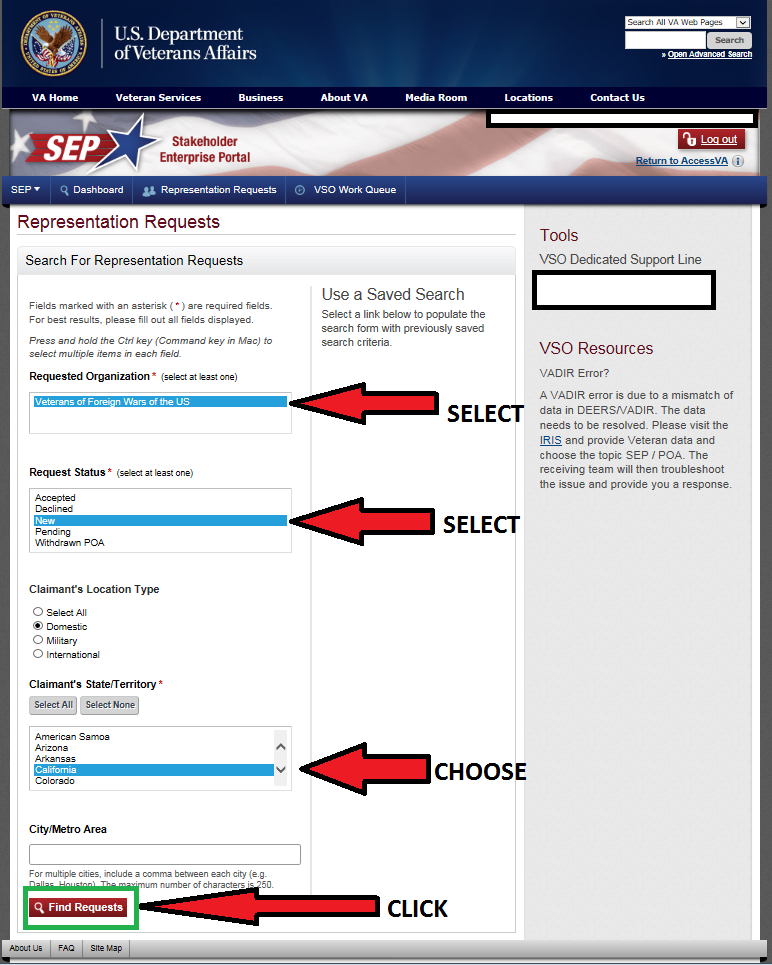 U.S. Department
of Veterans Affairs
Search All VA Web Pages
Search
» Open Advanced Search
VA Home Veteran Services Business About VA Media Room Locations Contact Us
SEP
Stakeholder
Enterprise Portal
Log out
Return to AccessVA
SEP Dashboard Representation Requests VSO Work Queue
Representation Requests
Search For Representation Requests
Fields marked with an asterisk ( * ) are required fields.
For best results, please fill out all fields displayed.
Press and hold the Ctrl key (Command key in Mac) to
select multiple items in each field.
Requested Organization * (select at least one)
Veterans of Foreign Wars of the US
SELECT
Request Status * (select at least one)
Accepted
Declined
New
Pending
Withdrawn POA
SELECT
Claimant's Location Type
Select All
Domestic
Military
International
Claimant's State/Territory *
Select All Select None
American Samoa
Arizona
Arkansas
California
Colorado
CHOOSE
City/Metro Area
For multiple cities, include a comma between each city (e.g.
Dallas, Houston). The maximum number of characters is 250.
Find Requests
CLICK
Use a Saved Search
Select a link below to populate the
search form with previously saved
search criteria.
Tools
VSO Dedicated Support Line
VSO Resources
VADIR Error?
A VADIR error is due to a mismatch of
data in DEERS/VADIR. The data
needs to be resolved. Please visit the
IRIS and provide Veteran data and
choose the topic SEP / POA. The
receiving team will then troubleshoot
the issue and provide you a response.
About Us FAQ Site Map